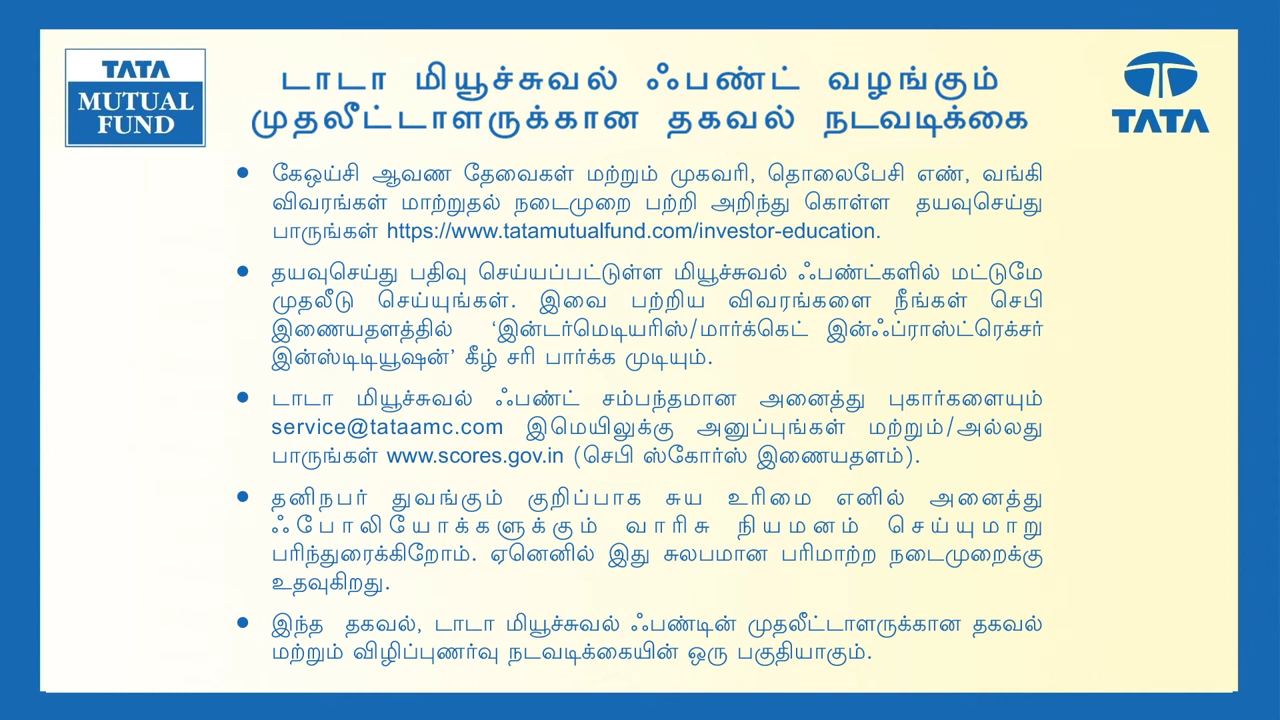 TATA
MUTUAL
FUND
டாடா மியூச்சுவல் ஃபண்ட் வழங்கும்
முதலீட்டாளருக்கான தகவல் நடவடிக்கை
TATA
● கேஒய்சி ஆவண தேவைகள் மற்றும் முகவரி, தொலைபேசி எண், வங்கி
விவரங்கள் மாற்றுதல் நடைமுறை பற்றி அறிந்து கொள்ள தயவுசெய்து
பாருங்கள் https://www.tatamutualfund.com/investor-education.
● தயவுசெய்து பதிவு செய்யப்பட்டுள்ள மியூச்சுவல் ஃபண்ட்களில் மட்டுமே
முதலீடு செய்யுங்கள். இவை பற்றிய விவரங்களை நீங்கள் செபி
இணையதளத்தில் ‘இன்டர்மெடியரிஸ்/மார்க்கெட் இன்ஃப்ராஸ்ட்ரெக்சர்
இன்ஸ்டிடியூஷன்’ கீழ் சரி பார்க்க முடியும்.
● டாடா மியூச்சுவல் ஃபண்ட் சம்பந்தமான அனைத்து புகார்களையும்
service@tataamc.com இமெயிலுக்கு அனுப்புங்கள் மற்றும்/அல்லது
பாருங்கள் www.scores.gov.in (செபி ஸ்கோர்ஸ் இணையதளம்).
● தனிநபர் துவங்கும் குறிப்பாக சுய உரிமை எனில் அனைத்து
ஃபோலியோக்களுக்கும் வாரிசு நியமனம் செய்யுமாறு
பரிந்துரைக்கிறோம். ஏனெனில் இது சுலபமான பரிமாற்ற நடைமுறைக்கு
உதவுகிறது.
● இந்த தகவல், டாடா மியூச்சுவல் ஃபண்டின் முதலீட்டாளருக்கான தகவல்
மற்றும் விழிப்புணர்வு நடவடிக்கையின் ஒரு பகுதியாகும்.